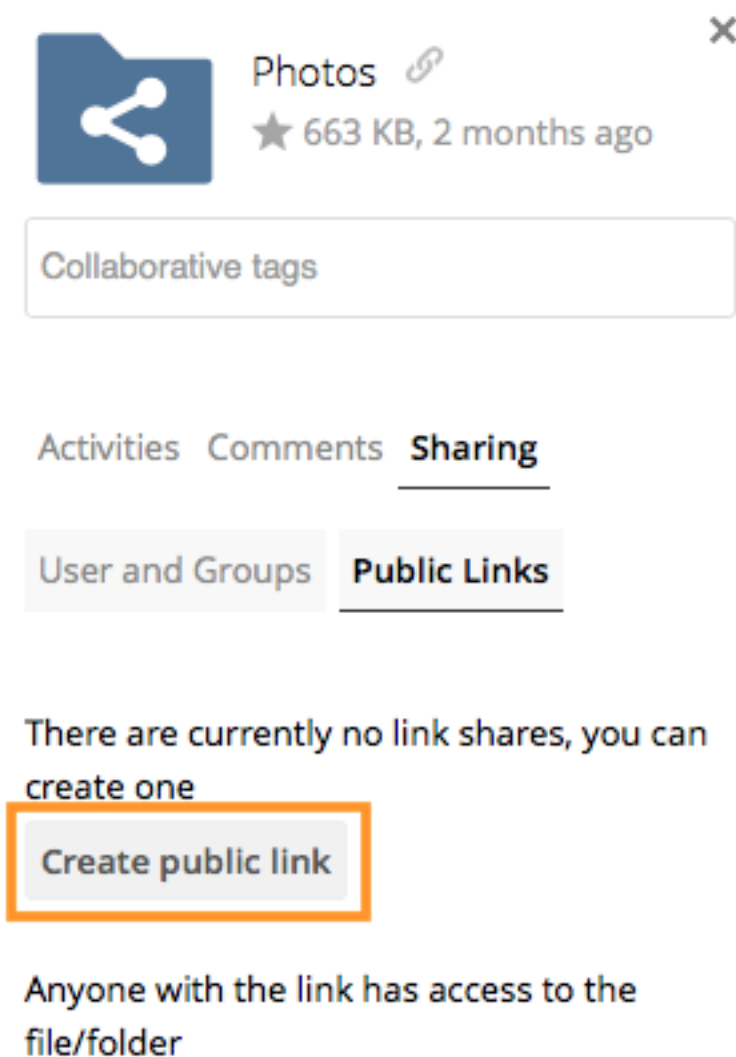 Photos
663 KB, 2 months ago
Collaborative tags
Activities Comments Sharing
User and Groups Public Links
There are currently no link shares, you can
create one
Create public link
Anyone with the link has access to the
file/folder